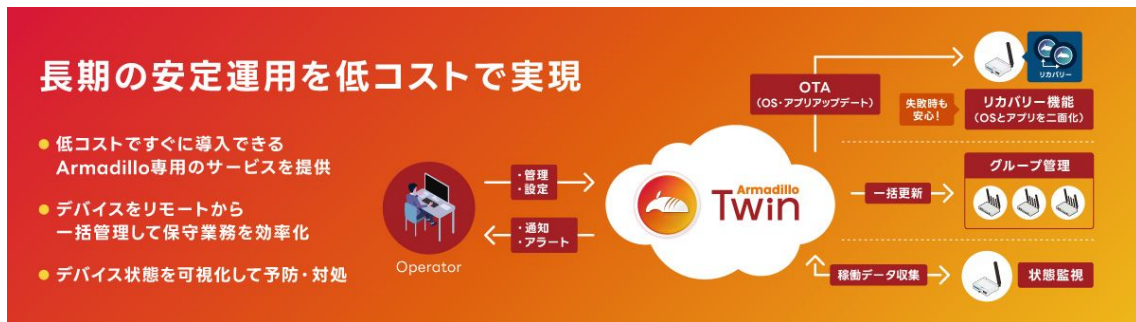 長期の安定運用を低コストで実現
低コストですぐに導入できる
Armadillo専用のサービスを提供
デバイスをリモートから
一括管理して保守業務を効率化
デバイス状態を可視化して予防・対処
Operator
・管理
・設定
・通知
・アラート
Armadillo
Twin
OTA
(OS・アプリアップデート)
リカバリー
失敗時も
安心!
リカバリー機能
(OSとアプリを二面化)
一括更新
グループ管理
稼働データ収集
状態監視